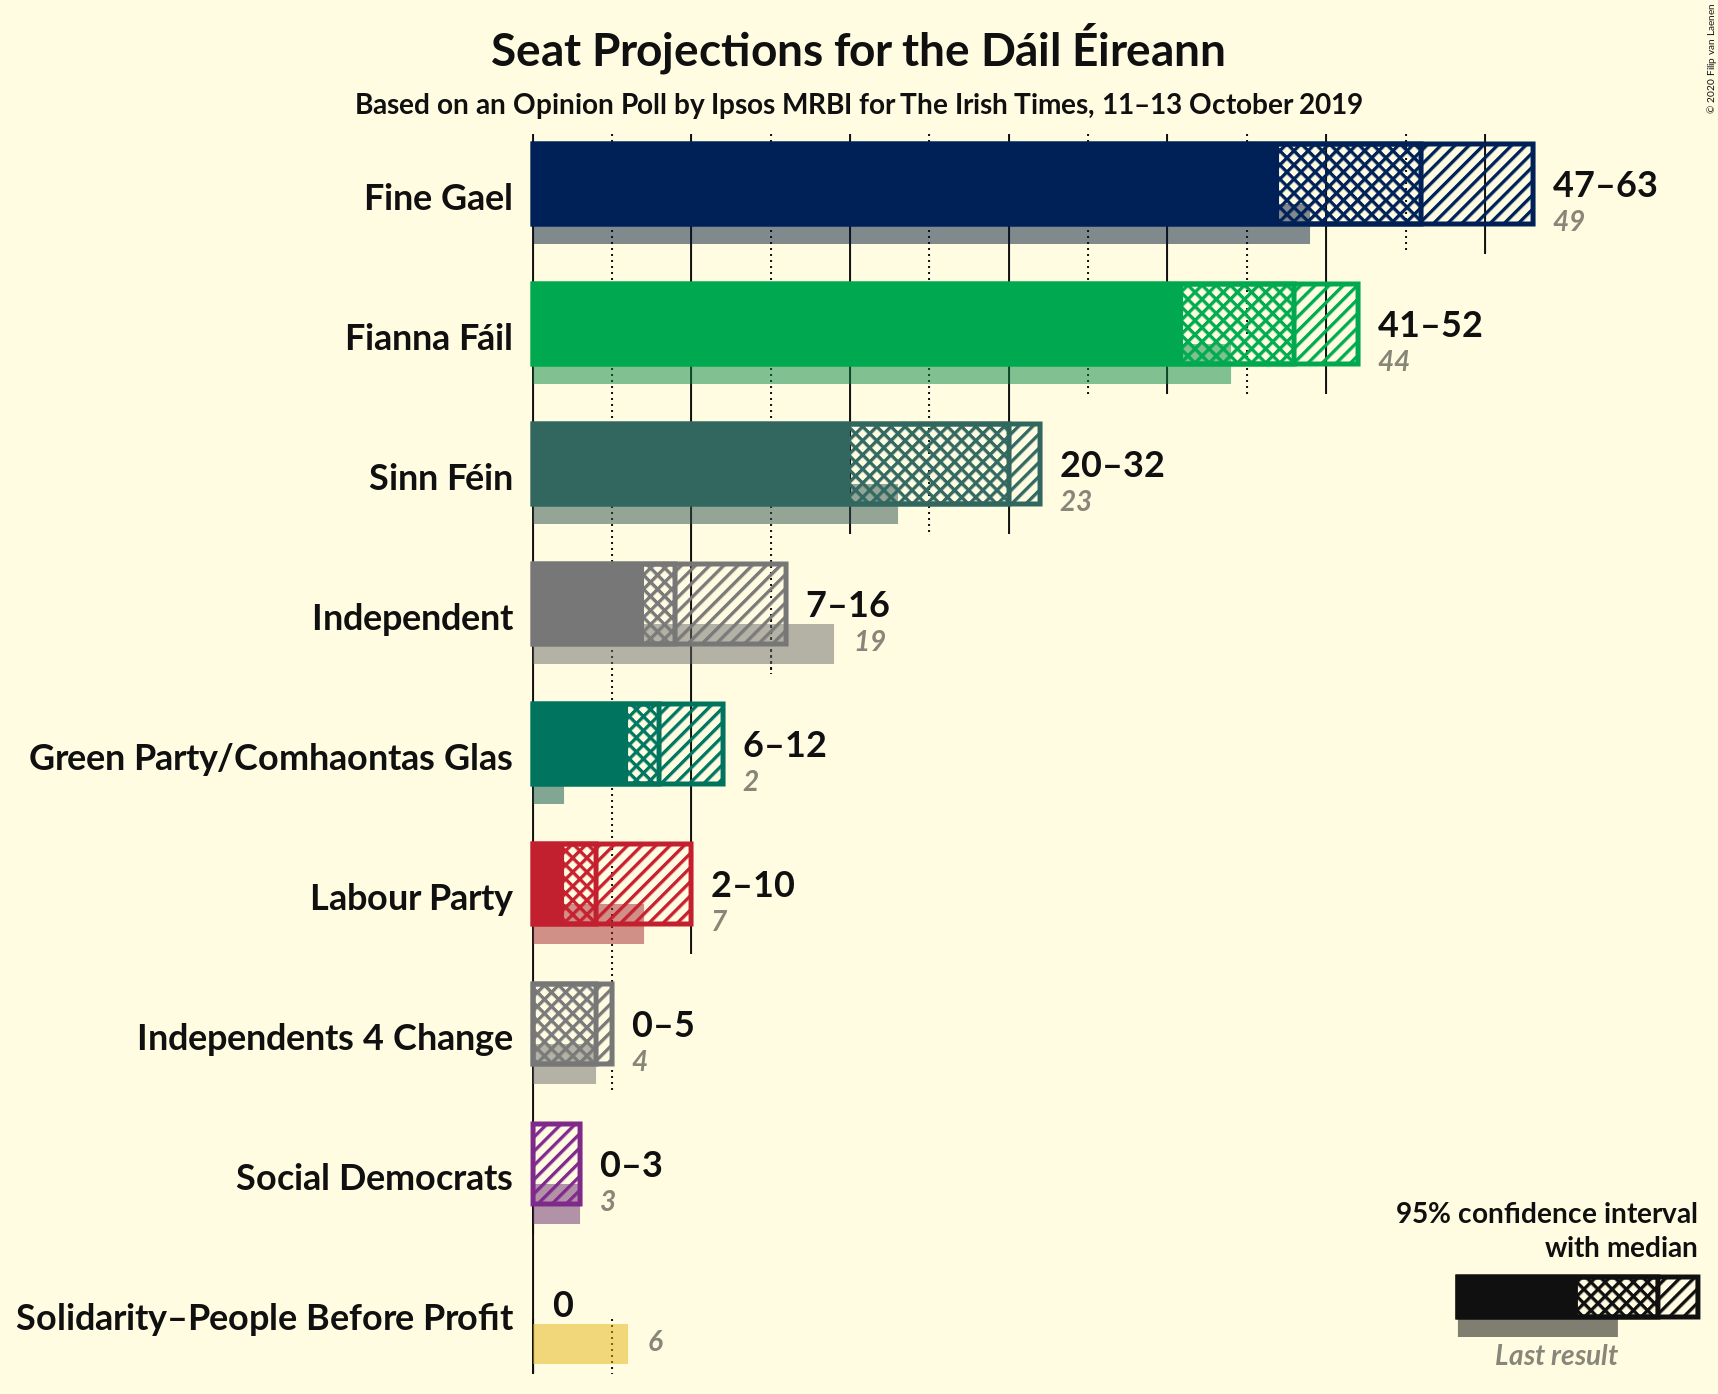 Seat Projections for the Dáil Éireann
Based on an Opinion Poll by Ipsos MRBI for The Irish Times, 11–13 October 2019
© 2020 Filip van Laenen
Fine Gael
47–63
49
Fianna Fáil
41–52
44
Sinn Féin
20–32
23
Independent
7–16
19
Green Party/Comhaontas Glas
6–12
2
Labour Party
2–10
7
Independents 4 Change
0–5
4
Social Democrats
0–3
3
Solidarity–People Before Profit
0
6
95% confidence interval
with median
Last result